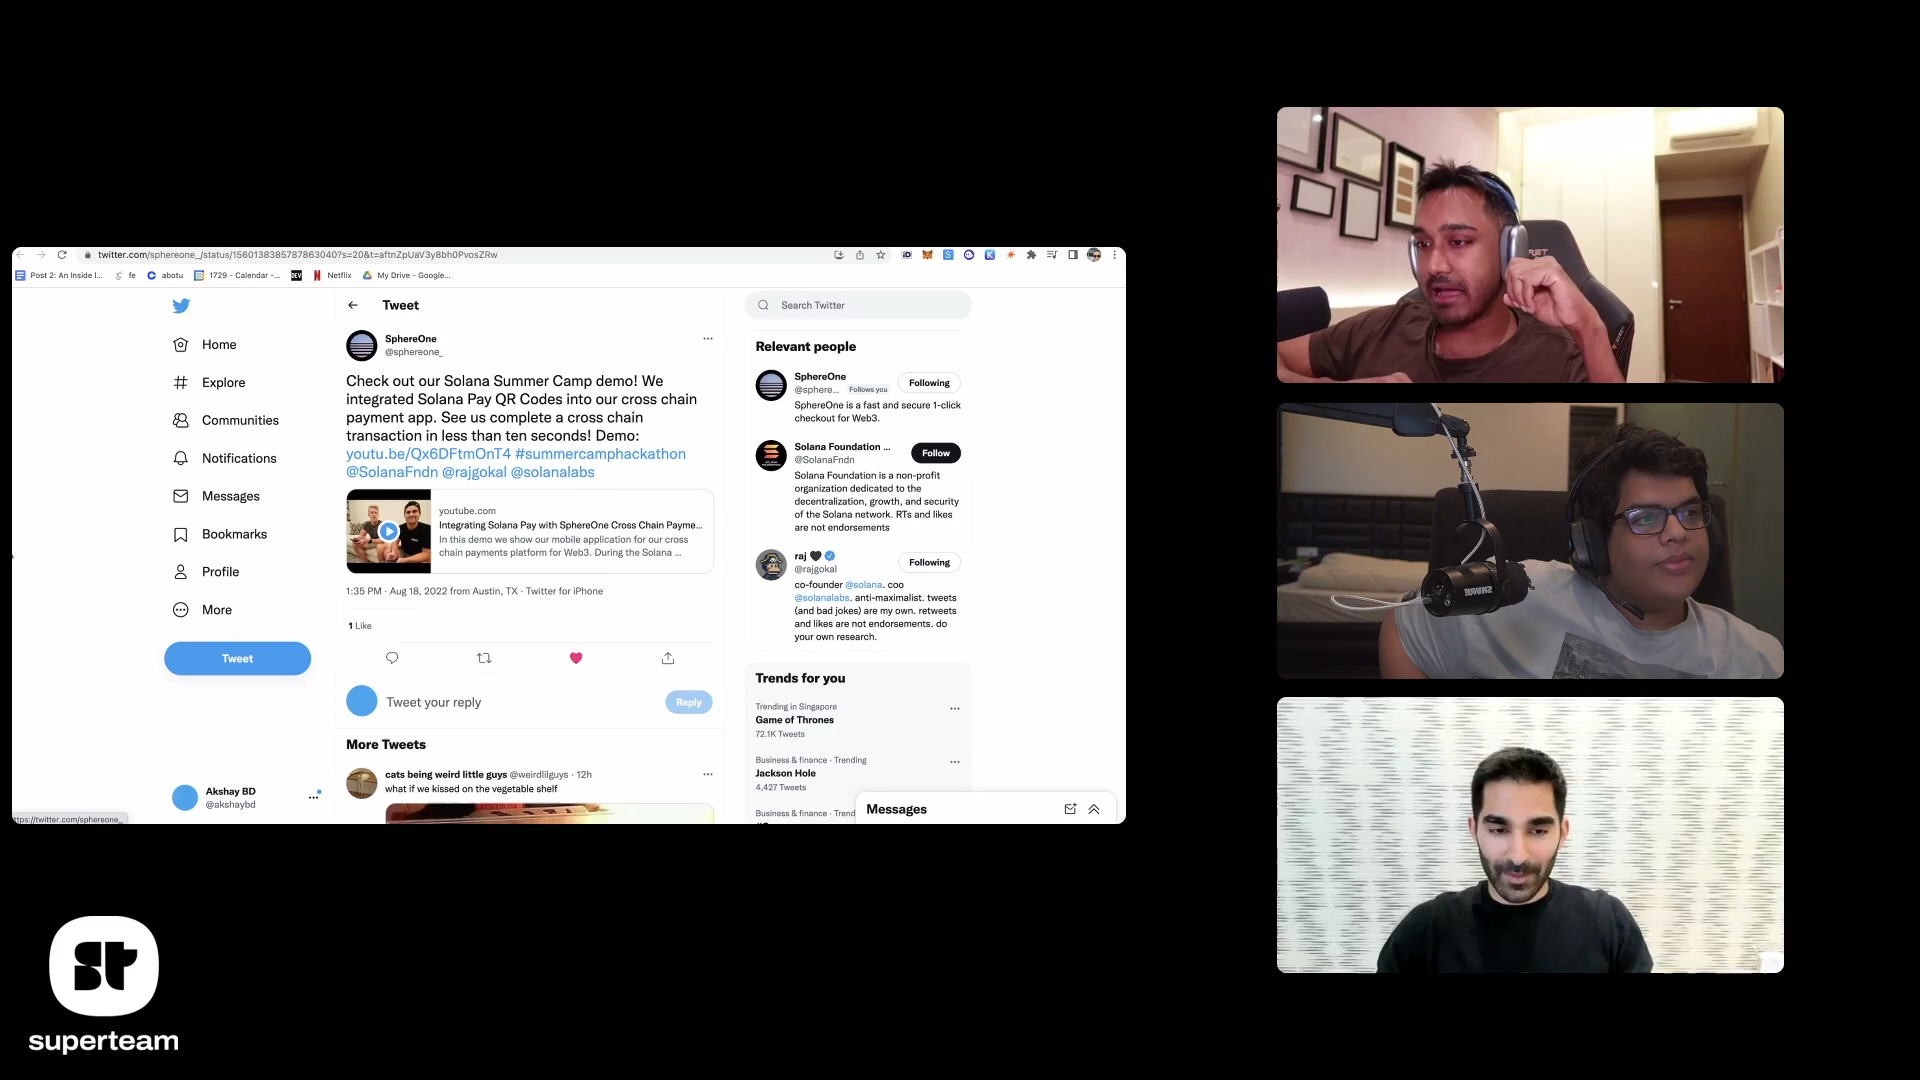 twitter.com/sphereone_/status/1560138385787863040?s=20&t=aftnZpUaV3y8bh0PvosZRw
Post 2: An Inside I...
fe
abotu
1729 - Calendar -...
DEV
Netflix
My Drive - Google...
Home
Explore
Communities
Notifications
Messages
Bookmarks
Profile
More
Tweet
Akshay BD
@akshaybd
ttps://twitter.com/sphereone_
Tweet
SphereOne
@sphereone_
Check out our Solana Summer Camp demo! We
integrated Solana Pay QR Codes into our cross chain
payment app. See us complete a cross chain
transaction in less than ten seconds! Demo:
youtu.be/Qx6DFtmOnT4 #summercamphackathon
@SolanaFndn @rajgokal @solanalabs
youtube.com
Integrating Solana Pay with SphereOne Cross Chain Payme...
In this demo we show our mobile application for our cross
chain payments platform for Web3. During the Solana ...
1:35 PM · Aug 18, 2022 from Austin, TX · Twitter for iPhone
1 Like
Tweet your reply
Reply
More Tweets
cats being weird little guys @weirdlilguys · 12h
what if we kissed on the vegetable shelf
Search Twitter
Relevant people
SphereOne
@sphere... Follows you
Following
SphereOne is a fast and secure 1-click
checkout for Web3.
Solana Foundation ...
@SolanaFndn
Follow
Solana Foundation is a non-profit
organization dedicated to the
decentralization, growth, and security
of the Solana network. RTs and likes
are not endorsements
raj
@rajgokal
Following
co-founder @solana. coo
@solanalabs. anti-maximalist. tweets
(and bad jokes) are my own. retweets
and likes are not endorsements. do
your own research.
Trends for you
Trending in Singapore
Game of Thrones
72.1K Tweets
Business & finance · Trending
Jackson Hole
4,427 Tweets
Business & finance · Trend
Messages
SHURE
st
superteam